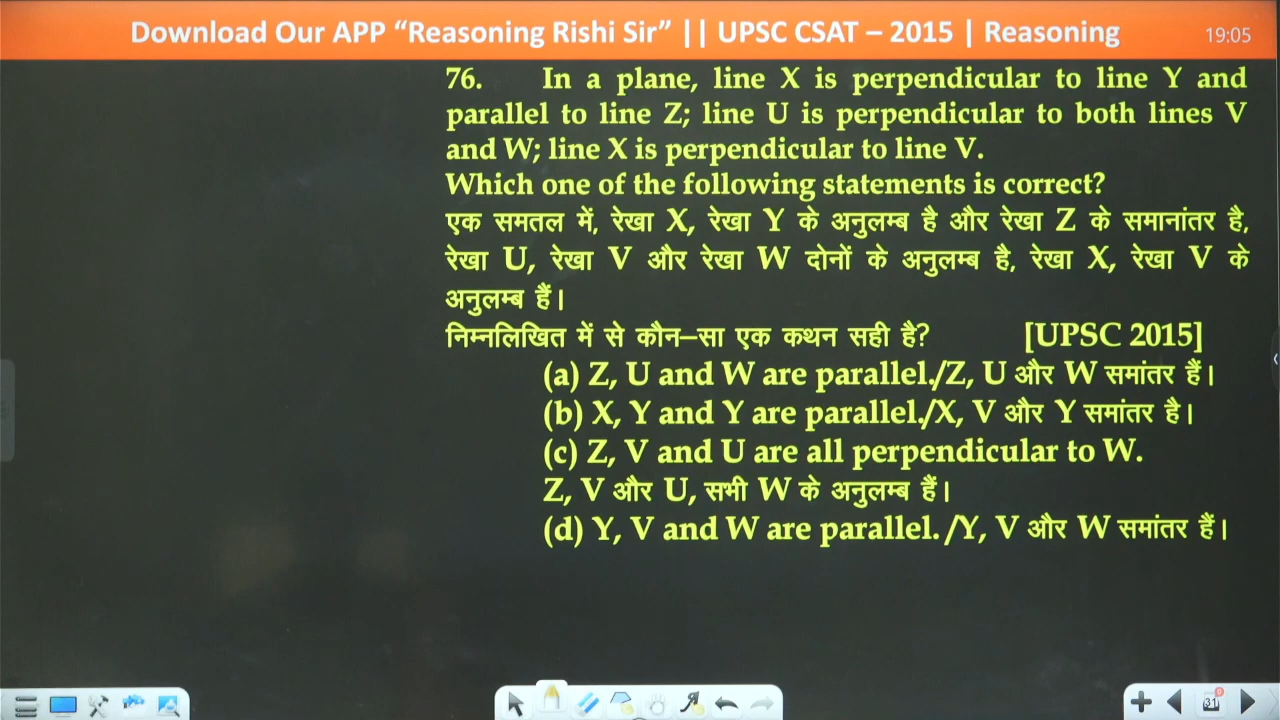 Download Our APP “Reasoning Rishi Sir” || UPSC CSAT – 2015 | Reasoning
19:05
76. In a plane, line X is perpendicular to line Y and
parallel to line Z; line U is perpendicular to both lines V
and W; line X is perpendicular to line V.
Which one of the following statements is correct?
एक समतल में, रेखा X, रेखा Y के अनुलम्ब है और रेखा Z के समानांतर है,
रेखा U, रेखा V और रेखा W दोनों के अनुलम्ब है, रेखा X, रेखा V के
अनुलम्ब हैं।
निम्नलिखित में से कौन–सा एक कथन सही है? [UPSC 2015]
(a) Z, U and W are parallel./Z, U और W समांतर हैं।
(b) X, Y and Y are parallel./X, V और Y समांतर है।
(c) Z, V and U are all perpendicular to W.
Z, V और U, सभी W के अनुलम्ब हैं।
(d) Y, V and W are parallel. /Y, V और W समांतर हैं।
31